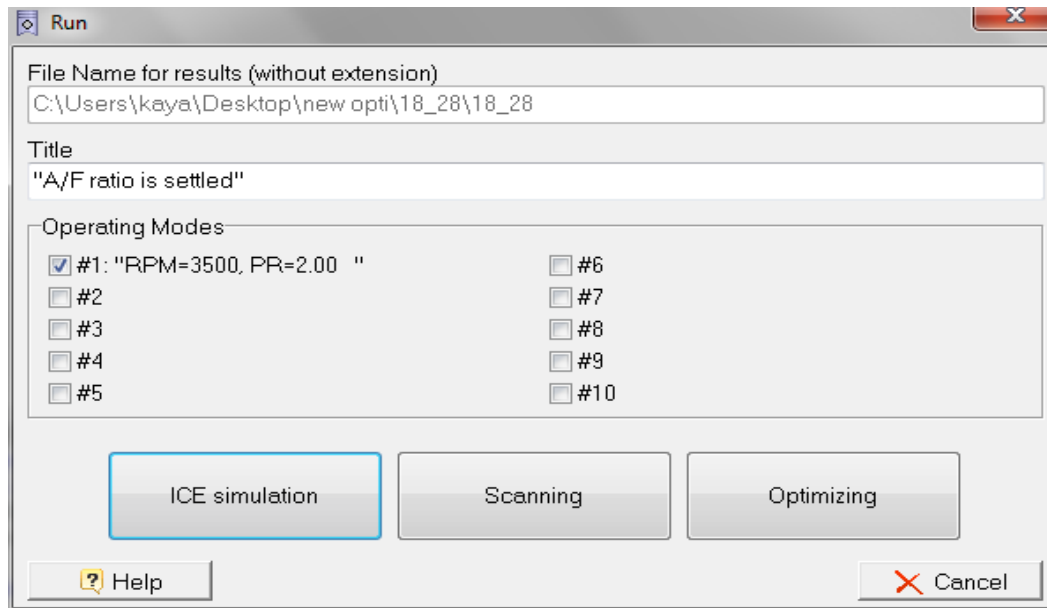 Run
x
File Name for results (without extension)
C:\Users\kaya\Desktop\new opti\18_28\18_28
Title
"A/F ratio is settled"
Operating Modes
#1: "RPM=3500, PR=2.00   "
#2
#3
#4
#5
#6
#7
#8
#9
#10
ICE simulation
Scanning
Optimizing
? Help
Cancel